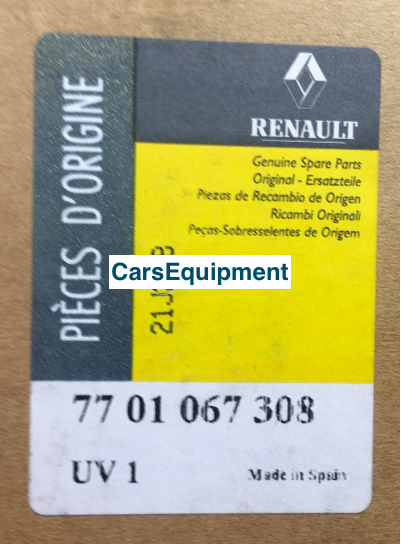 PIÈCES D'ORIGINE
RENAULT
Genuine Spare Parts
Original - Ersatzteile
Piezas de Recambio de Origen
Ricambi Originali
Peças-Sobresselentes de Origem
CarsEquipment
77 01 067 308
UV 1
Made in Spain